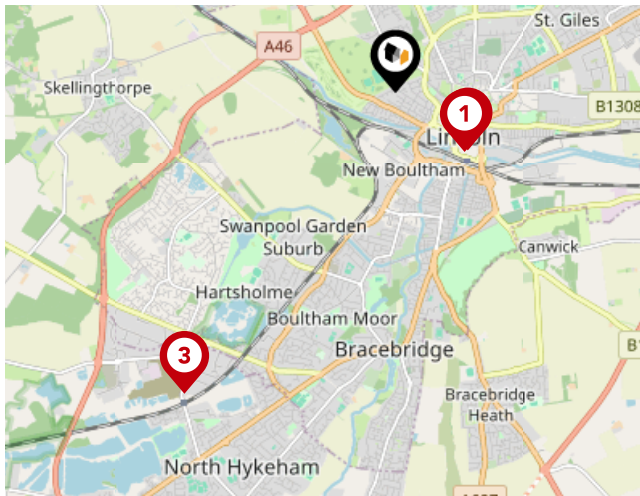 St. Giles
A46
Skellingthorpe
B1308
1
Lincoln
New Boultham
Swanpool Garden
Suburb
Canwick
Hartsholme
Boultham Moor
B1
3
Bracebridge
Bracebridge
Heath
North Hykeham